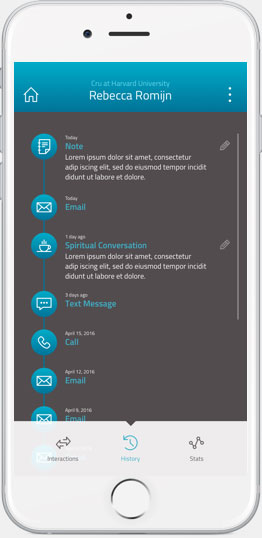 Cru at Harvard University
Rebecca Romijn
Today
Note
Lorem ipsum dolor sit amet, consectetur
adip iscing elit, sed do eiusmod tempor incidid
didunt ut labore et dolore.
Today
Email
1 day ago
Spiritual Conversation
Lorem ipsum dolor sit amet, consectetur
adip iscing elit, sed do eiusmod tempor incidid
didunt ut labore et dolore.
3 days ago
Text Message
April 15, 2016
Call
April 12, 2016
Email
April 9, 2016
Email
Interactions
History
Stats